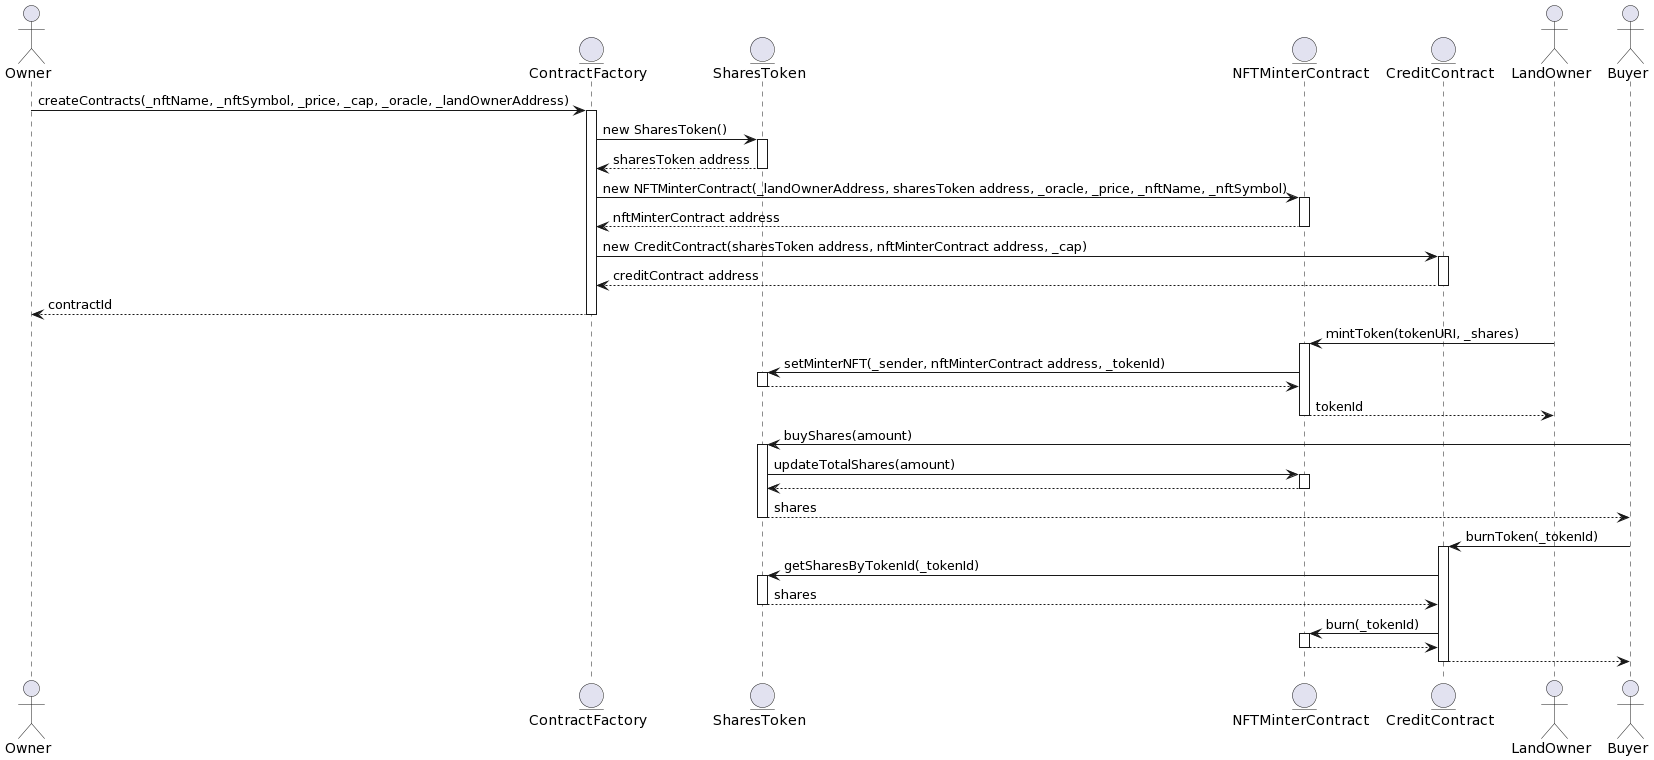 Owner
ContractFactory
SharesToken
NFTMinterContract
CreditContract
LandOwner
Buyer
createContracts(_nftName, _nftSymbol, _price, _cap, _oracle, _landOwnerAddress)
new SharesToken()
sharesToken address
new NFTMinterContract(_landOwnerAddress, sharesToken address, _oracle, _price, _nftName, _nftSymbol)
nftMinterContract address
new CreditContract(sharesToken address, nftMinterContract address, _cap)
creditContract address
contractId
mintToken(tokenURI, _shares)
setMinterNFT(_sender, nftMinterContract address, _tokenId)
tokenId
buyShares(amount)
updateTotalShares(amount)
shares
burnToken(_tokenId)
getSharesByTokenId(_tokenId)
shares
burn(_tokenId)
Owner
ContractFactory
SharesToken
NFTMinterContract
CreditContract
LandOwner
Buyer